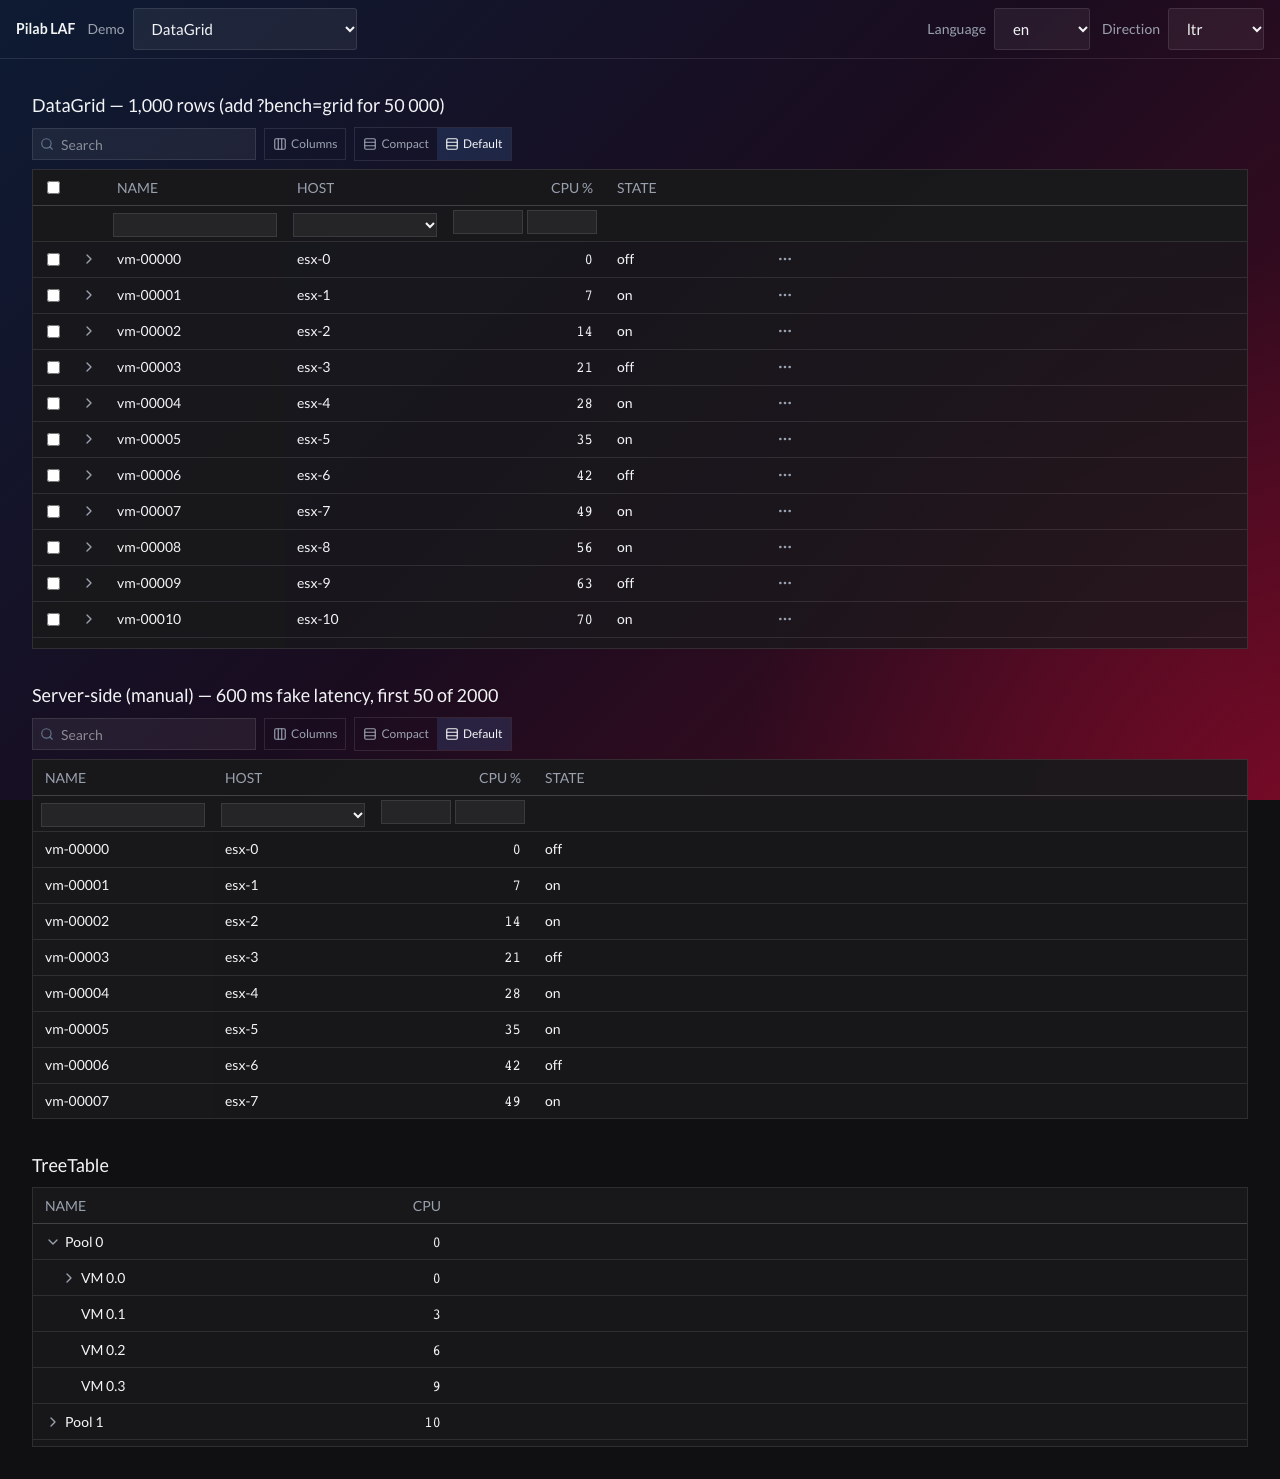 Pilab LAF Demo DataGrid Language en Direction ltr
DataGrid — 1,000 rows (add ?bench=grid for 50 000)
Search Columns Compact Default
NAME HOST CPU % STATE
vm-00000 esx-0 0 off ···
vm-00001 esx-1 7 on ···
vm-00002 esx-2 14 on ···
vm-00003 esx-3 21 off ···
vm-00004 esx-4 28 on ···
vm-00005 esx-5 35 on ···
vm-00006 esx-6 42 off ···
vm-00007 esx-7 49 on ···
vm-00008 esx-8 56 on ···
vm-00009 esx-9 63 off ···
vm-00010 esx-10 70 on ···
Server-side (manual) — 600 ms fake latency, first 50 of 2000
Search Columns Compact Default
NAME HOST CPU % STATE
vm-00000 esx-0 0 off
vm-00001 esx-1 7 on
vm-00002 esx-2 14 on
vm-00003 esx-3 21 off
vm-00004 esx-4 28 on
vm-00005 esx-5 35 on
vm-00006 esx-6 42 off
vm-00007 esx-7 49 on
TreeTable
NAME CPU
Pool 0 0
VM 0.0 0
VM 0.1 3
VM 0.2 6
VM 0.3 9
Pool 1 10